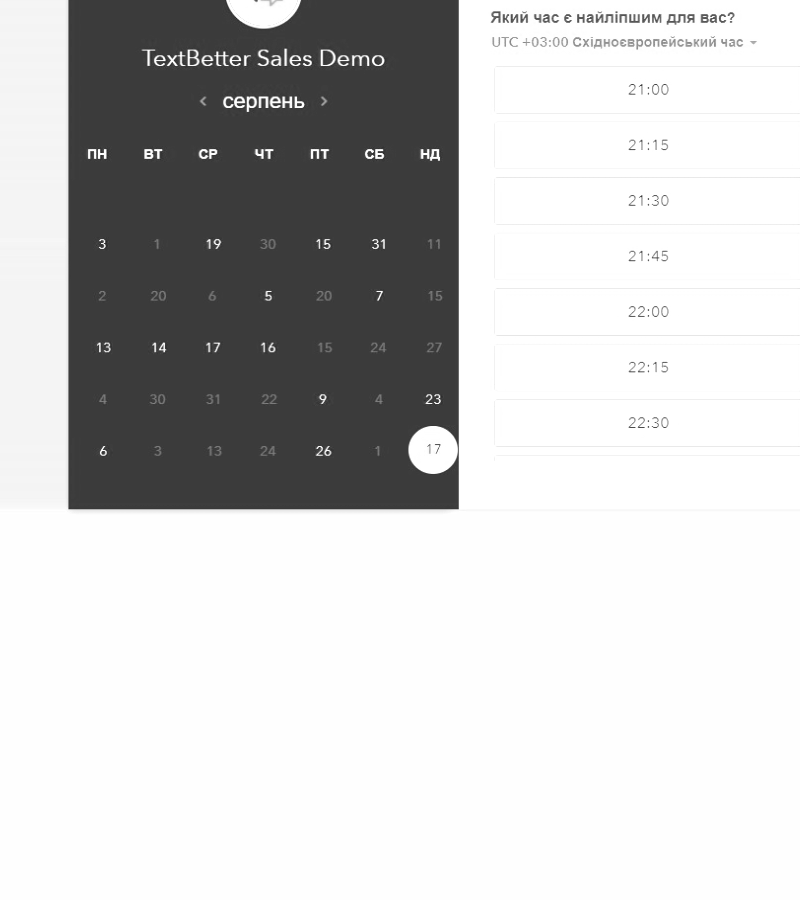 TextBetter Sales Demo
серпень
ПН ВТ СР ЧТ ПТ СБ НД
3 1 19 30 15 31 11
2 20 6 5 20 7 15
13 14 17 16 15 24 27
4 30 31 22 9 4 23
6 3 13 24 26 1 17
Який час є найліпшим для вас?
UTC +03:00 Східноєвропейський час
21:00
21:15
21:30
21:45
22:00
22:15
22:30